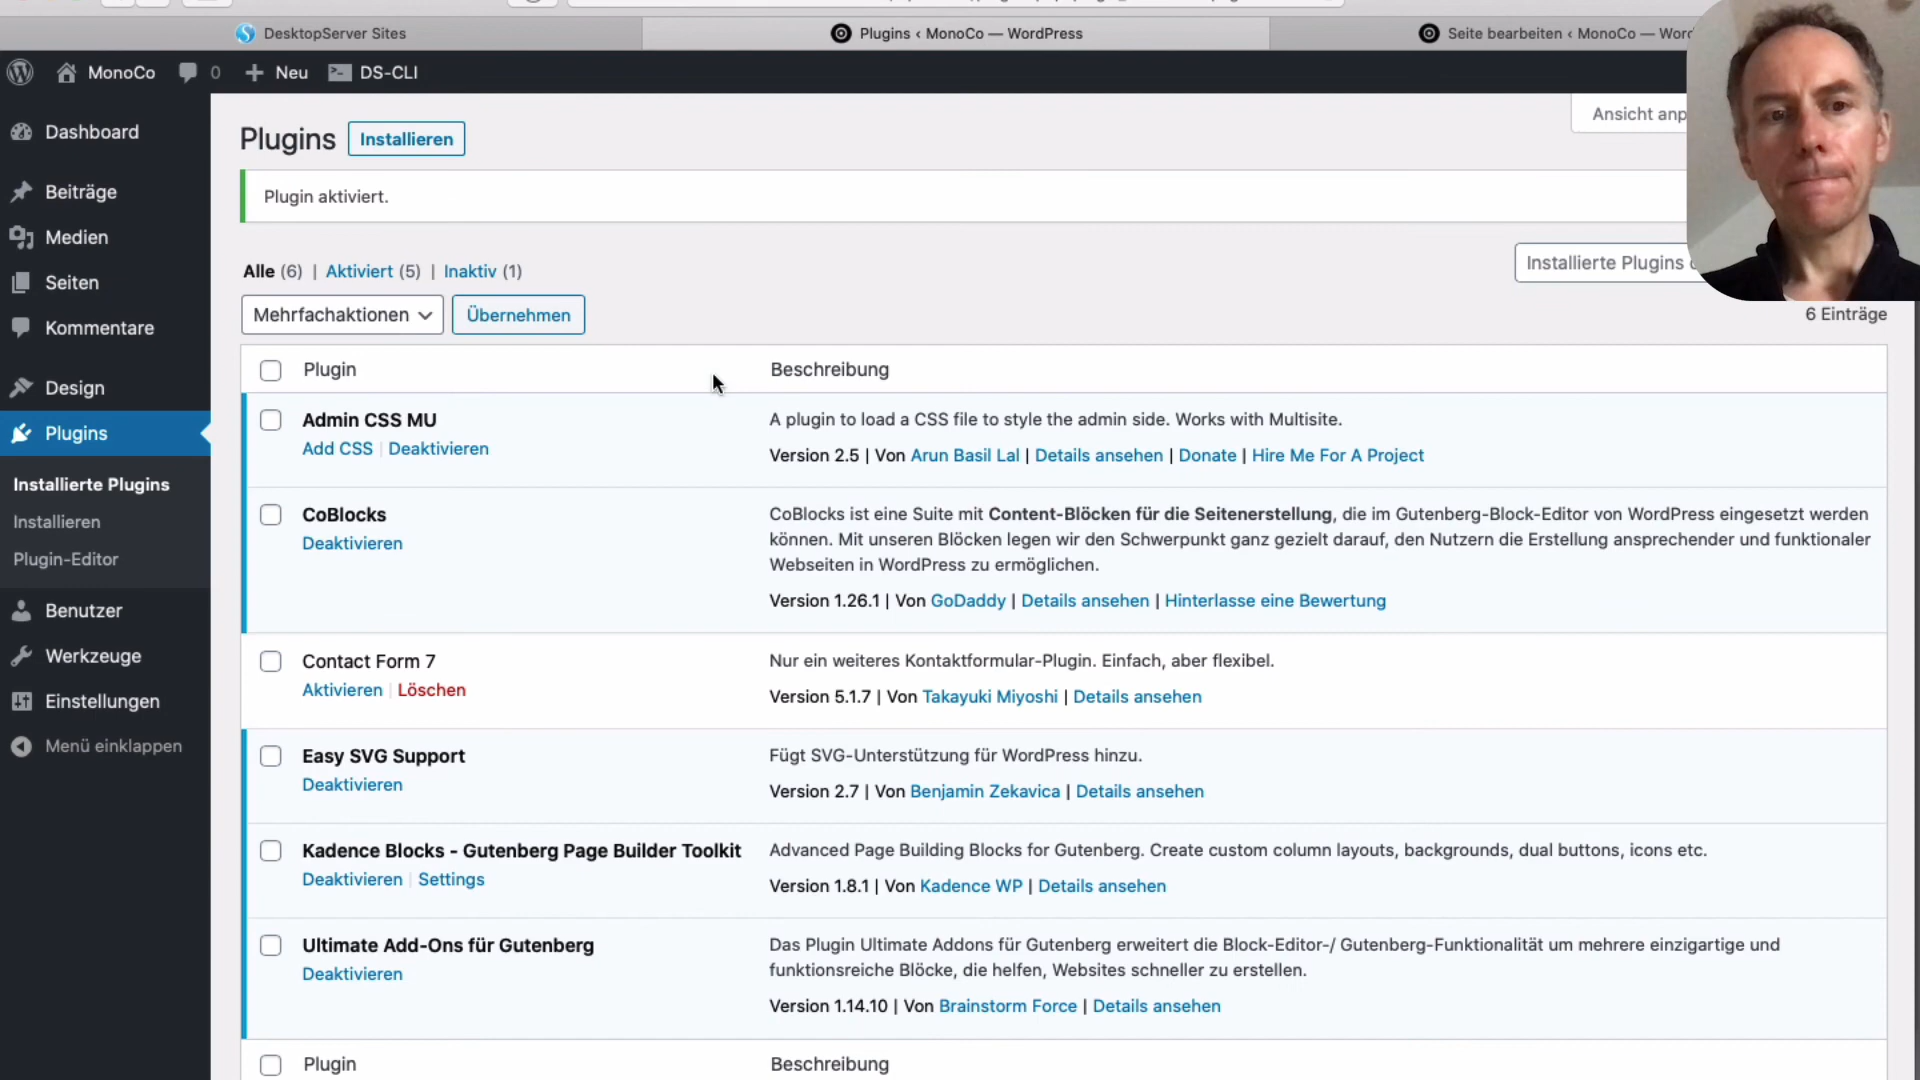 DesktopServer Sites
Plugins < MonoCo — WordPress
Seite bearbeiten < MonoCo —
MonoCo
0
Neu
DS-CLI
Dashboard
Beiträge
Medien
Seiten
Kommentare
Design
Plugins
Installierte Plugins
Installieren
Plugin-Editor
Benutzer
Werkzeuge
Einstellungen
Menü einklappen
Ansicht
Plugins
Installieren
Plugin aktiviert.
Alle (6) | Aktiviert (5) | Inaktiv (1)
Installierte Plugins
Mehrfachaktionen
Übernehmen
6 Einträge
Plugin
Beschreibung
Admin CSS MU
Add CSS | Deaktivieren
A plugin to load a CSS file to style the admin side. Works with Multisite.
Version 2.5 | Von Arun Basil Lal | Details ansehen | Donate | Hire Me For A Project
CoBlocks
Deaktivieren
CoBlocks ist eine Suite mit Content-Blöcken für die Seitenerstellung, die im Gutenberg-Block-Editor von WordPress eingesetzt werden
können. Mit unseren Blöcken legen wir den Schwerpunkt ganz gezielt darauf, den Nutzern die Erstellung ansprechender und funktionaler
Webseiten in WordPress zu ermöglichen.
Version 1.26.1 | Von GoDaddy | Details ansehen | Hinterlasse eine Bewertung
Contact Form 7
Aktivieren | Löschen
Nur ein weiteres Kontaktformular-Plugin. Einfach, aber flexibel.
Version 5.1.7 | Von Takayuki Miyoshi | Details ansehen
Easy SVG Support
Deaktivieren
Fügt SVG-Unterstützung für WordPress hinzu.
Version 2.7 | Von Benjamin Zekavica | Details ansehen
Kadence Blocks - Gutenberg Page Builder Toolkit
Deaktivieren | Settings
Advanced Page Building Blocks for Gutenberg. Create custom column layouts, backgrounds, dual buttons, icons etc.
Version 1.8.1 | Von Kadence WP | Details ansehen
Ultimate Add-Ons für Gutenberg
Deaktivieren
Das Plugin Ultimate Addons für Gutenberg erweitert die Block-Editor-/ Gutenberg-Funktionalität um mehrere einzigartige und
funktionsreiche Blöcke, die helfen, Websites schneller zu erstellen.
Version 1.14.10 | Von Brainstorm Force | Details ansehen
Plugin
Beschreibung